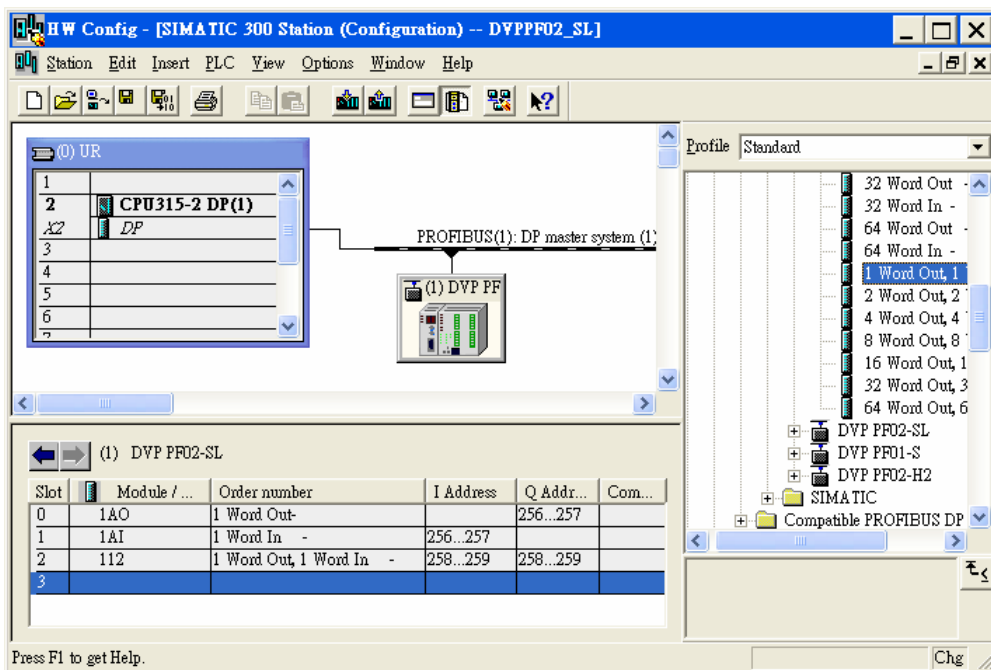 HW Config - [SIMATIC 300 Station (Configuration) -- DVPPF02_SL]
Station Edit Insert PLC View Options Window Help
(0) UR
1
2 CPU315-2 DP(1)
X2 DP
3
4
5
6
7
PROFIBUS(1): DP master system (1)
(1) DVP PF
Profile Standard
32 Word Out -
32 Word In -
64 Word Out -
64 Word In -
1 Word Out, 1
2 Word Out, 2
4 Word Out, 4
8 Word Out, 8
16 Word Out, 1
32 Word Out, 3
64 Word Out, 6
DVP PF02-SL
DVP PF01-S
DVP PF02-H2
SIMATIC
Compatible PROFIBUS DP
(1) DVP PF02-SL
Slot Module / ... Order number I Address Q Addr... Com...
0 1AO 1 Word Out- 256...257
1 1AI 1 Word In - 256...257
2 112 1 Word Out, 1 Word In - 258...259 258...259
3
Press F1 to get Help. Chg